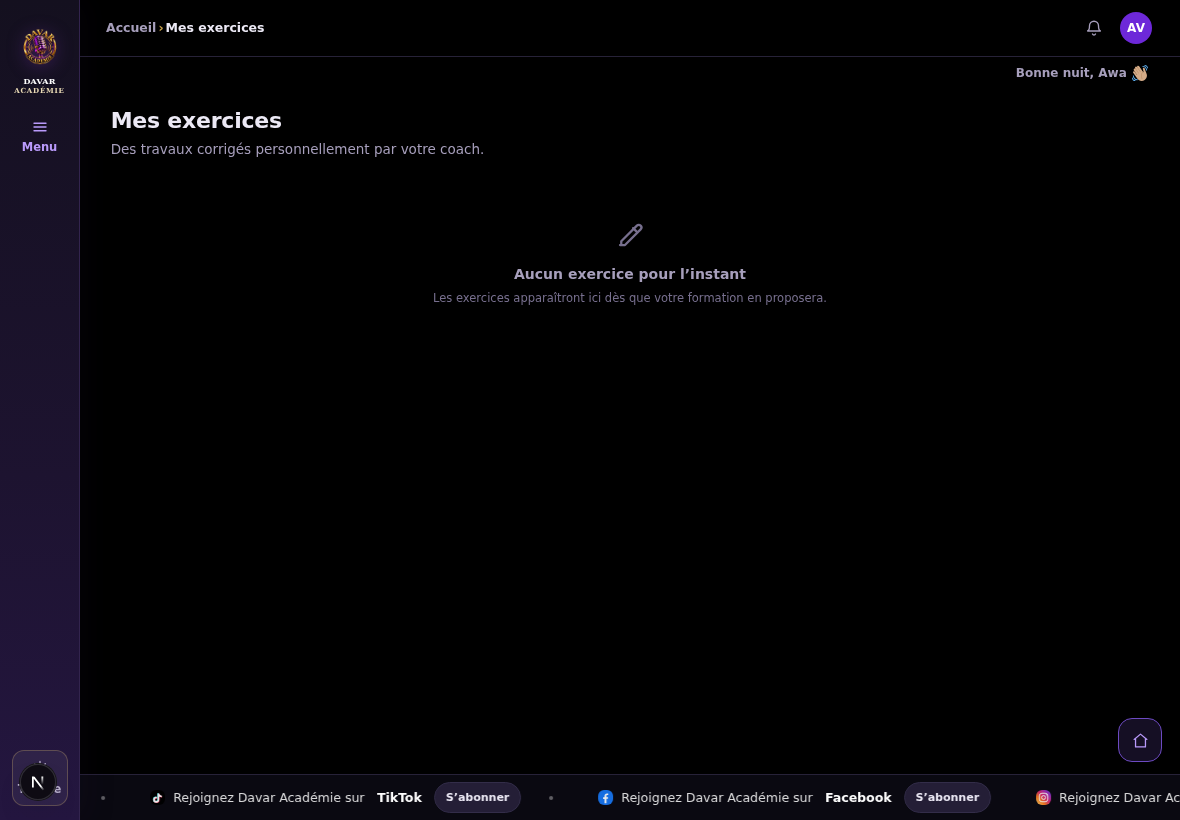 DAVAR
ACADÉMIE
Menu
Accueil › Mes exercices
AV
Bonne nuit, Awa 👋🏽
Mes exercices
Des travaux corrigés personnellement par votre coach.
Aucun exercice pour l’instant
Les exercices apparaîtront ici dès que votre formation en proposera.
N
• Rejoignez Davar Académie sur TikTok S’abonner • Rejoignez Davar Académie sur Facebook S’abonner Rejoignez Davar Ac